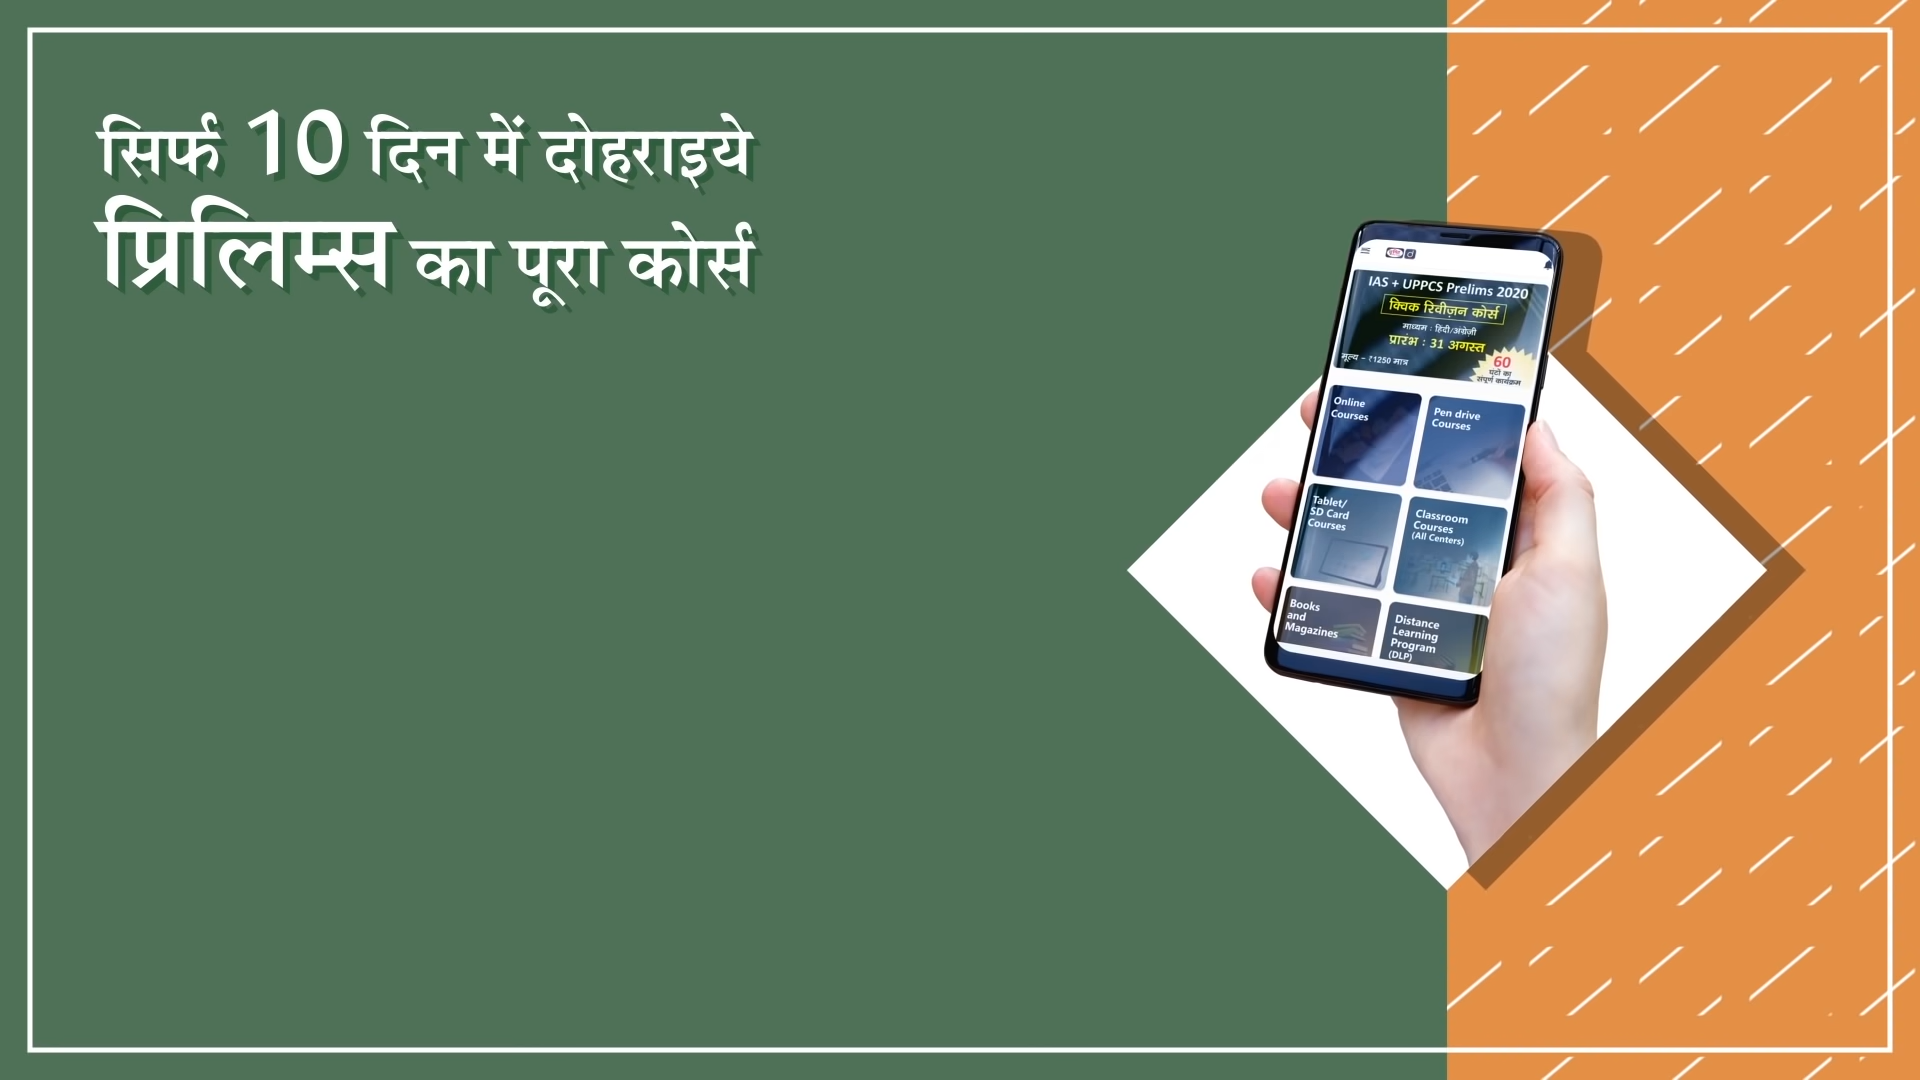 सिर्फ 10 दिन में दोहराइये
प्रिलिम्स का पूरा कोर्स
IAS + UPPCS Prelims 2020
क्विक रिवीज़न कोर्स
माध्यम : हिंदी/अंग्रेज़ी
प्रारंभ : 31 अगस्त
मूल्य - ₹1250 मात्र
60
घंटों का
संपूर्ण कार्यक्रम
Online
Courses
Pen drive
Courses
Tablet/
SD Card
Courses
Classroom
Courses
(All Centers)
Books
and
Magazines
Distance
Learning
Program
(DLP)